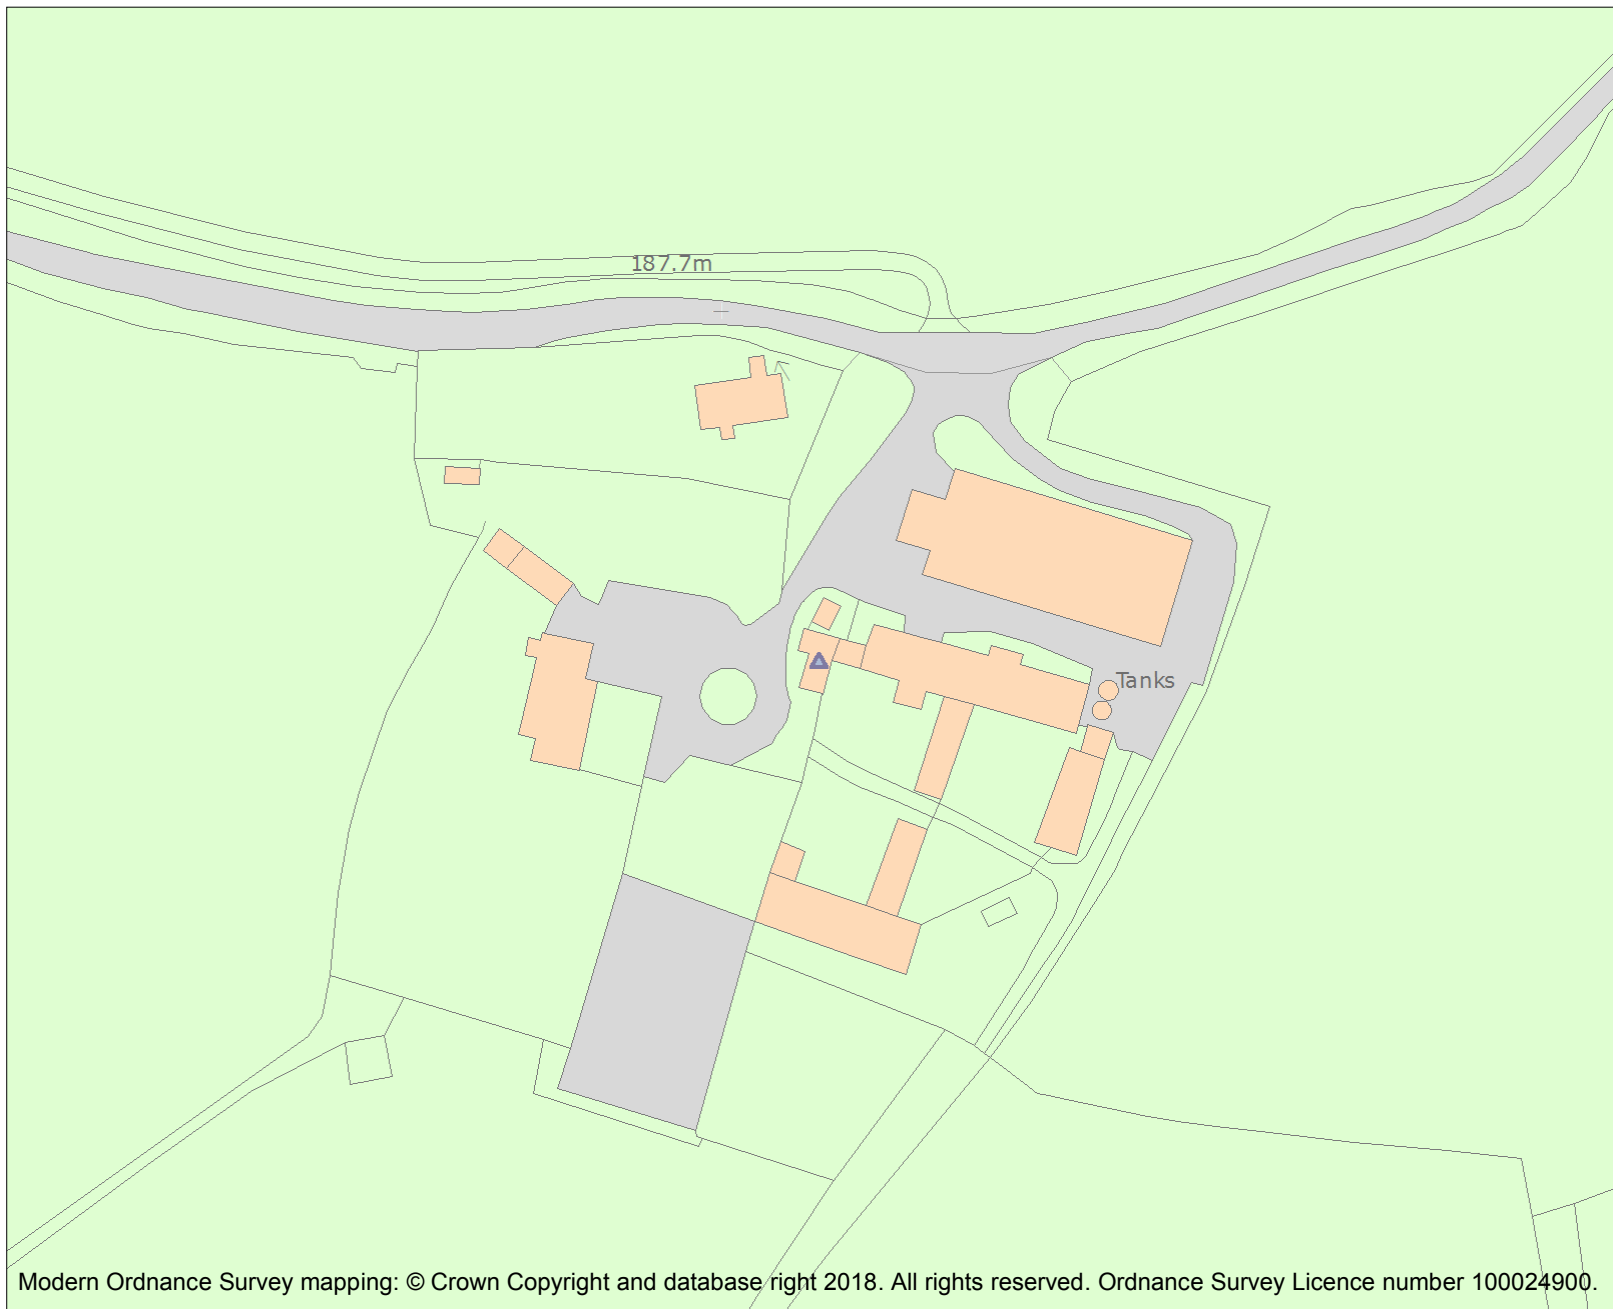 187.7m
Tanks
Modern Ordnance Survey mapping: © Crown Copyright and database right 2018. All rights reserved. Ordnance Survey Licence number 100024900.